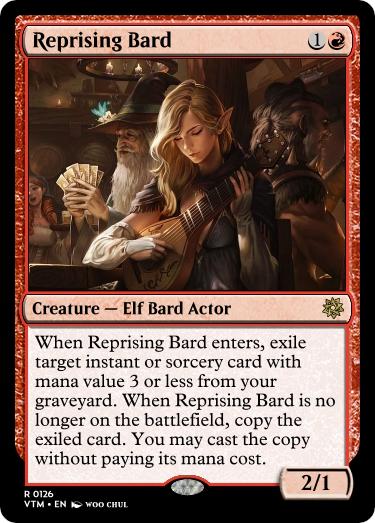 Reprising Bard 1
Creature — Elf Bard Actor
When Reprising Bard enters, exile
target instant or sorcery card with
mana value 3 or less from your
graveyard. When Reprising Bard is no
longer on the battlefield, copy the
exiled card. You may cast the copy
without paying its mana cost.
2/1
R 0126
VTM • EN WOO CHUL